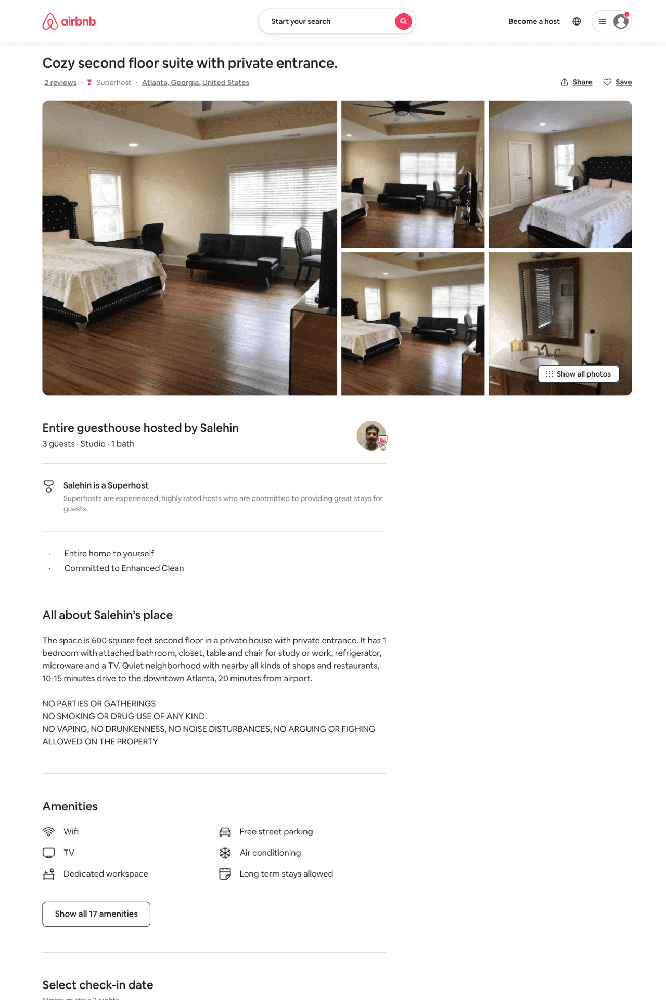 airbnb
Start your search
Become a host
Cozy second floor suite with private entrance.
2 reviews · Superhost · Atlanta, Georgia, United States
Share
Save
Show all photos
Entire guesthouse hosted by Salehin
3 guests · Studio · 1 bath
Salehin is a Superhost
Superhosts are experienced, highly rated hosts who are committed to providing great stays for
guests.
· Entire home to yourself
· Committed to Enhanced Clean
All about Salehin’s place
The space is 600 square feet second floor in a private house with private entrance. It has 1
bedroom with attached bathroom, closet, table and chair for study or work, refrigerator,
microware and a TV. Quiet neighborhood with nearby all kinds of shops and restaurants,
10-15 minutes drive to the downtown Atlanta, 20 minutes from airport.
NO PARTIES OR GATHERINGS
NO SMOKING OR DRUG USE OF ANY KIND.
NO VAPING, NO DRUNKENNESS, NO NOISE DISTURBANCES, NO ARGUING OR FIGHING
ALLOWED ON THE PROPERTY
Amenities
Wifi
Free street parking
TV
Air conditioning
Dedicated workspace
Long term stays allowed
Show all 17 amenities
Select check-in date